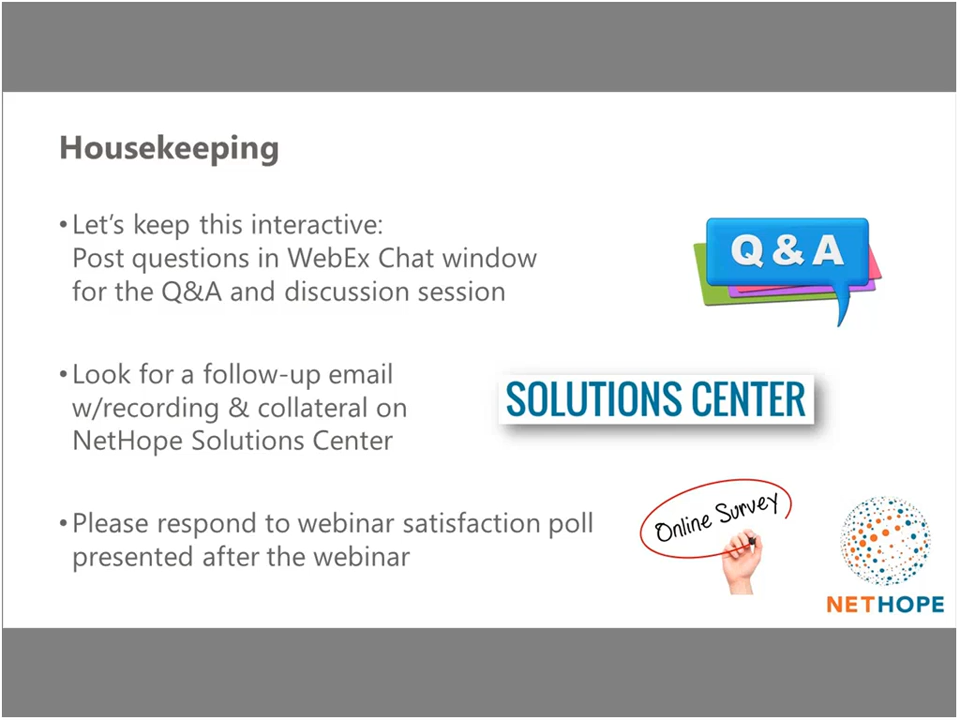 Housekeeping
•Let's keep this interactive:
Post questions in WebEx Chat window
for the Q&A and discussion session
Q & A
•Look for a follow-up email
w/recording & collateral on
NetHope Solutions Center
SOLUTIONS CENTER
•Please respond to webinar satisfaction poll
presented after the webinar
Online Survey
NETHOPE